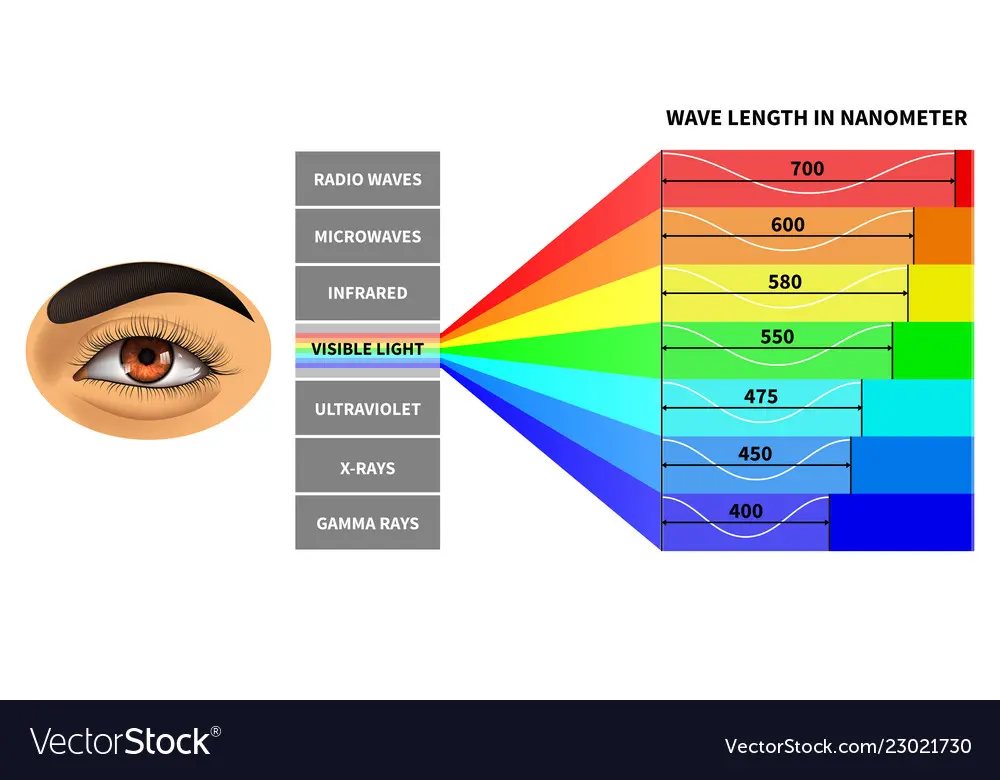 WAVE LENGTH IN NANOMETER
RADIO WAVES
MICROWAVES
INFRARED
VISIBLE LIGHT
ULTRAVIOLET
X-RAYS
GAMMA RAYS
700
600
580
550
475
450
400
VectorStock®
VectorStock.com/23021730